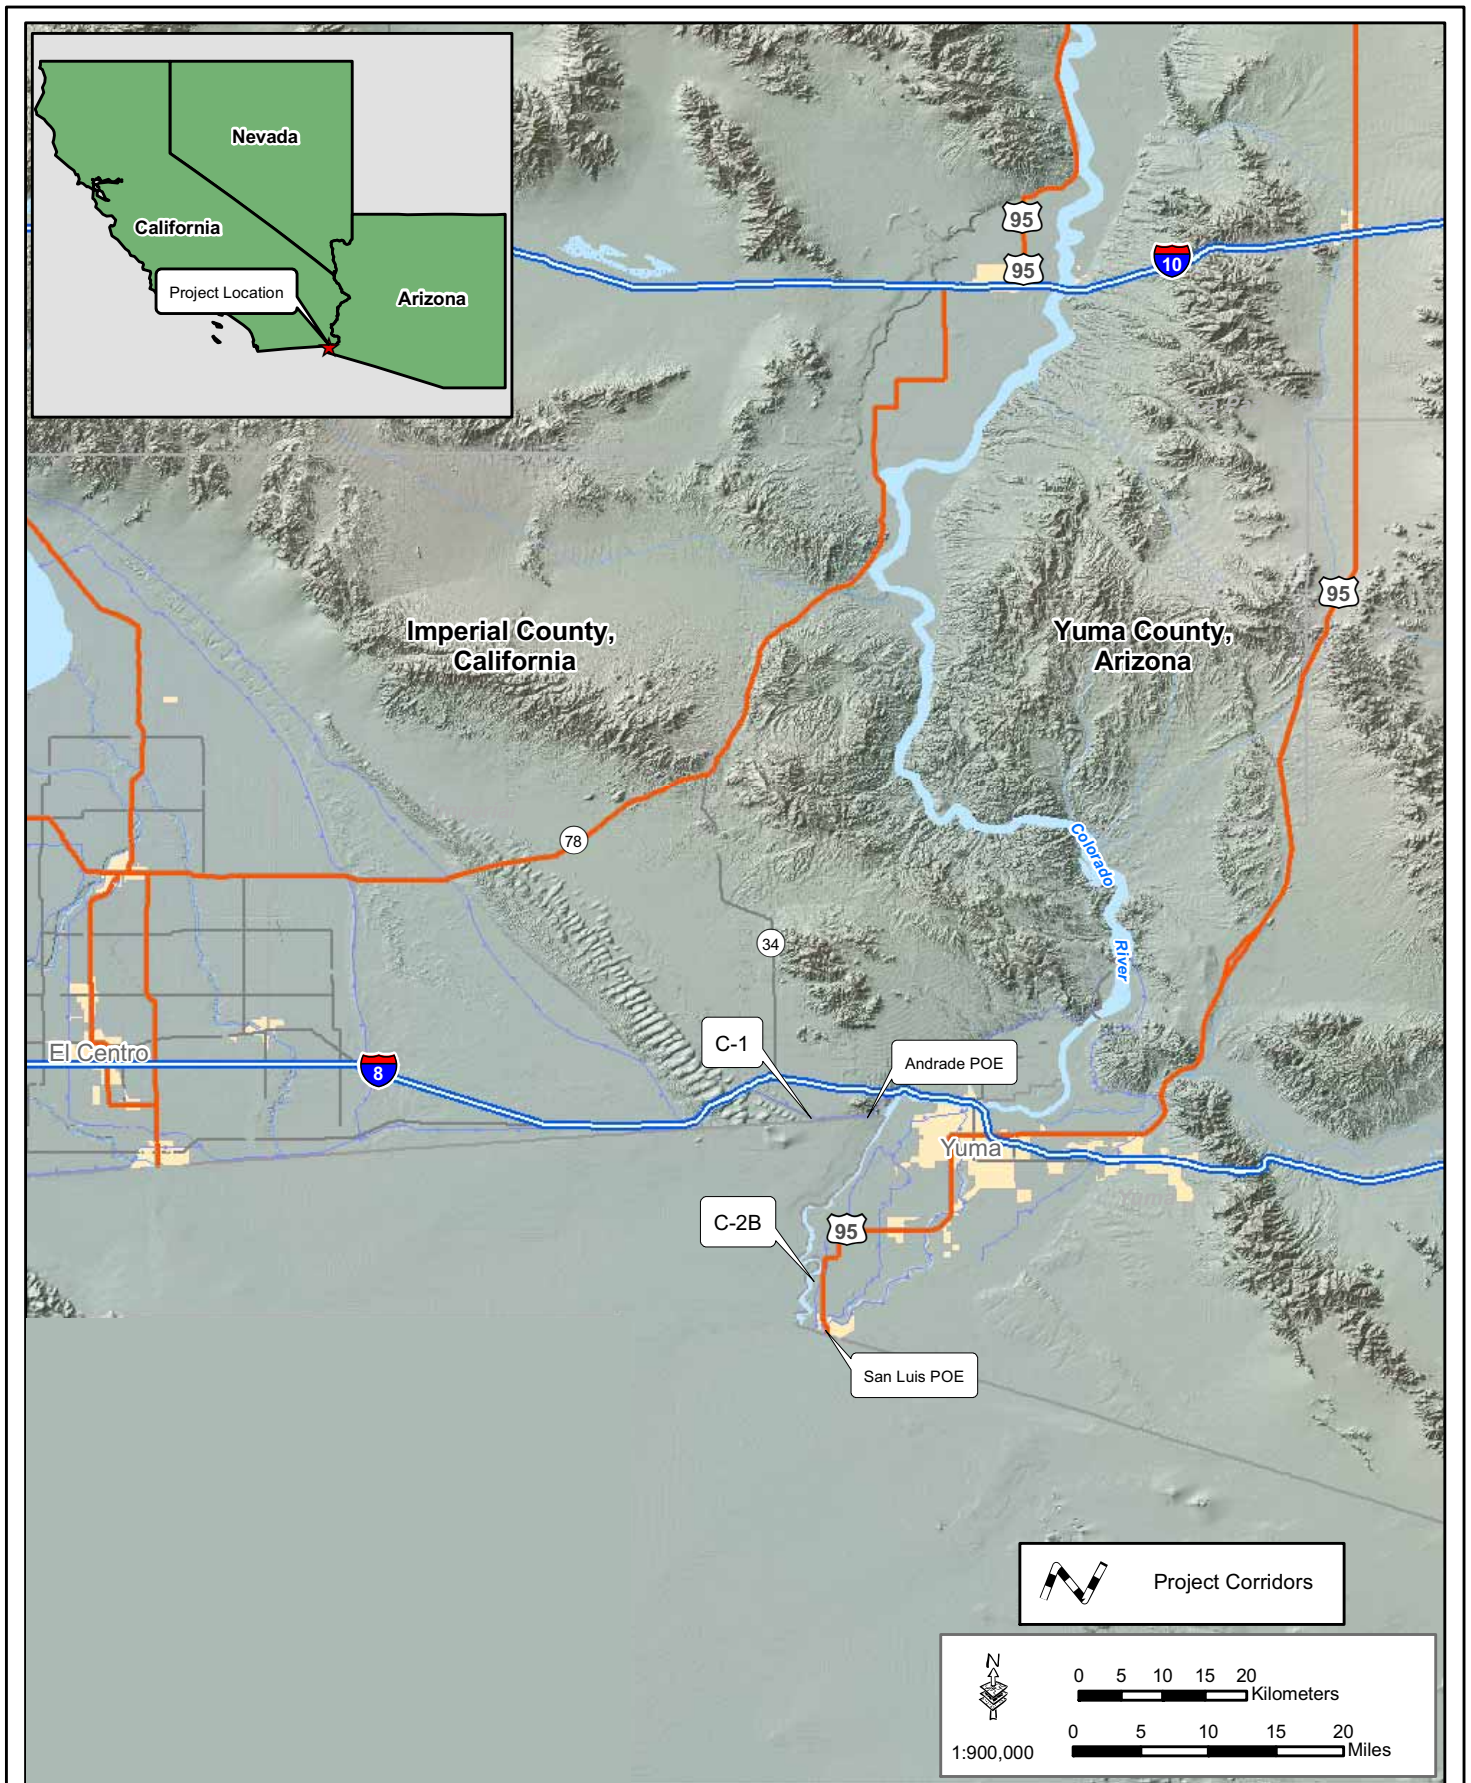 Nevada
California
Project Location
Arizona
95
95
10
Imperial County,
California
Yuma County,
Arizona
95
78
Colorado
River
34
C-1
Andrade POE
El Centro
8
Yuma
C-2B
95
San Luis POE
Project Corridors
N
0 5 10 15 20
Kilometers
1:900,000
0 5 10 15 20
Miles